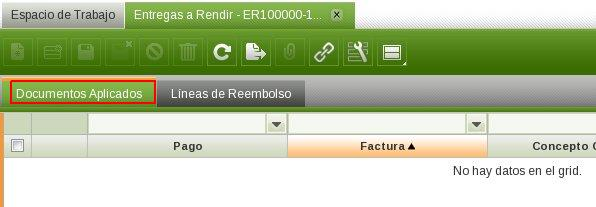 Espacio de Trabajo
Entregas a Rendir - ER100000-1...
Documentos Aplicados
Líneas de Reembolso
Pago
Factura
Concepto
No hay datos en el grid.